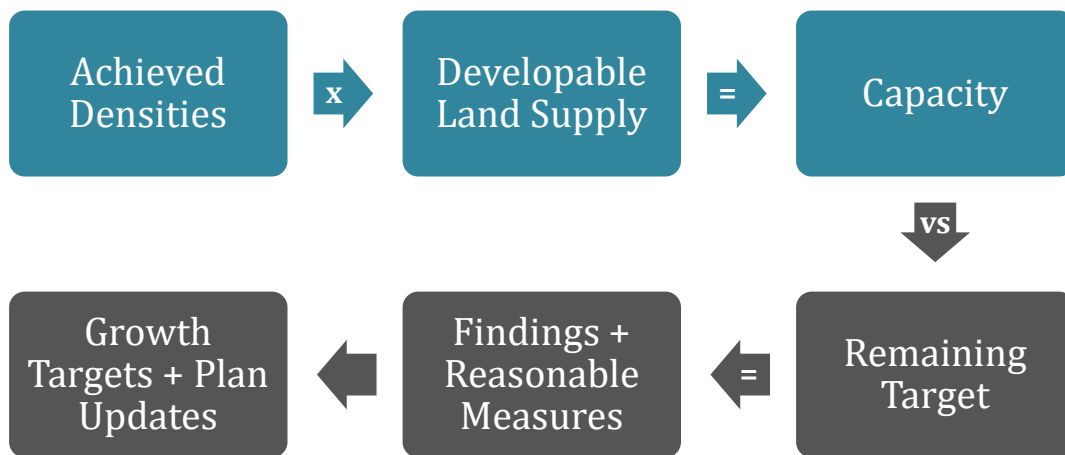 Achieved
Densities
x
Developable
Land Supply
=
Capacity
vs
Remaining
Target
=
Findings +
Reasonable
Measures
Growth
Targets + Plan
Updates